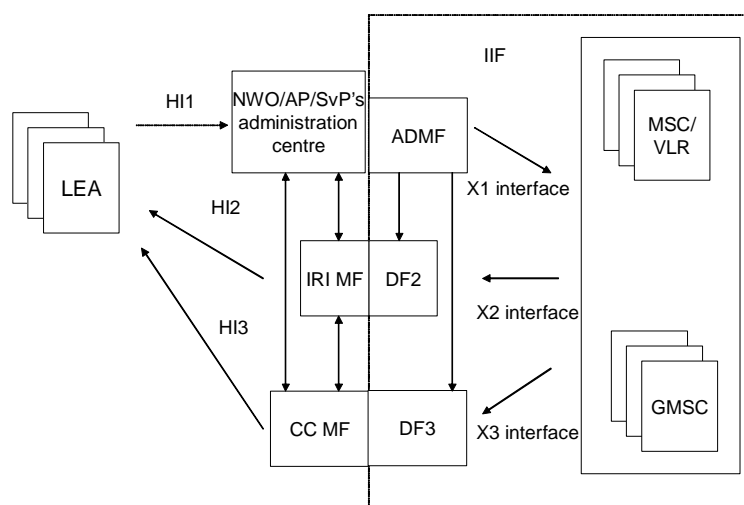 IIF
HI1
NWO/AP/SvP's
administration
centre
ADMF
MSC/
VLR
LEA
X1 interface
HI2
IRI MF
DF2
X2 interface
HI3
GMSC
CC MF
DF3
X3 interface